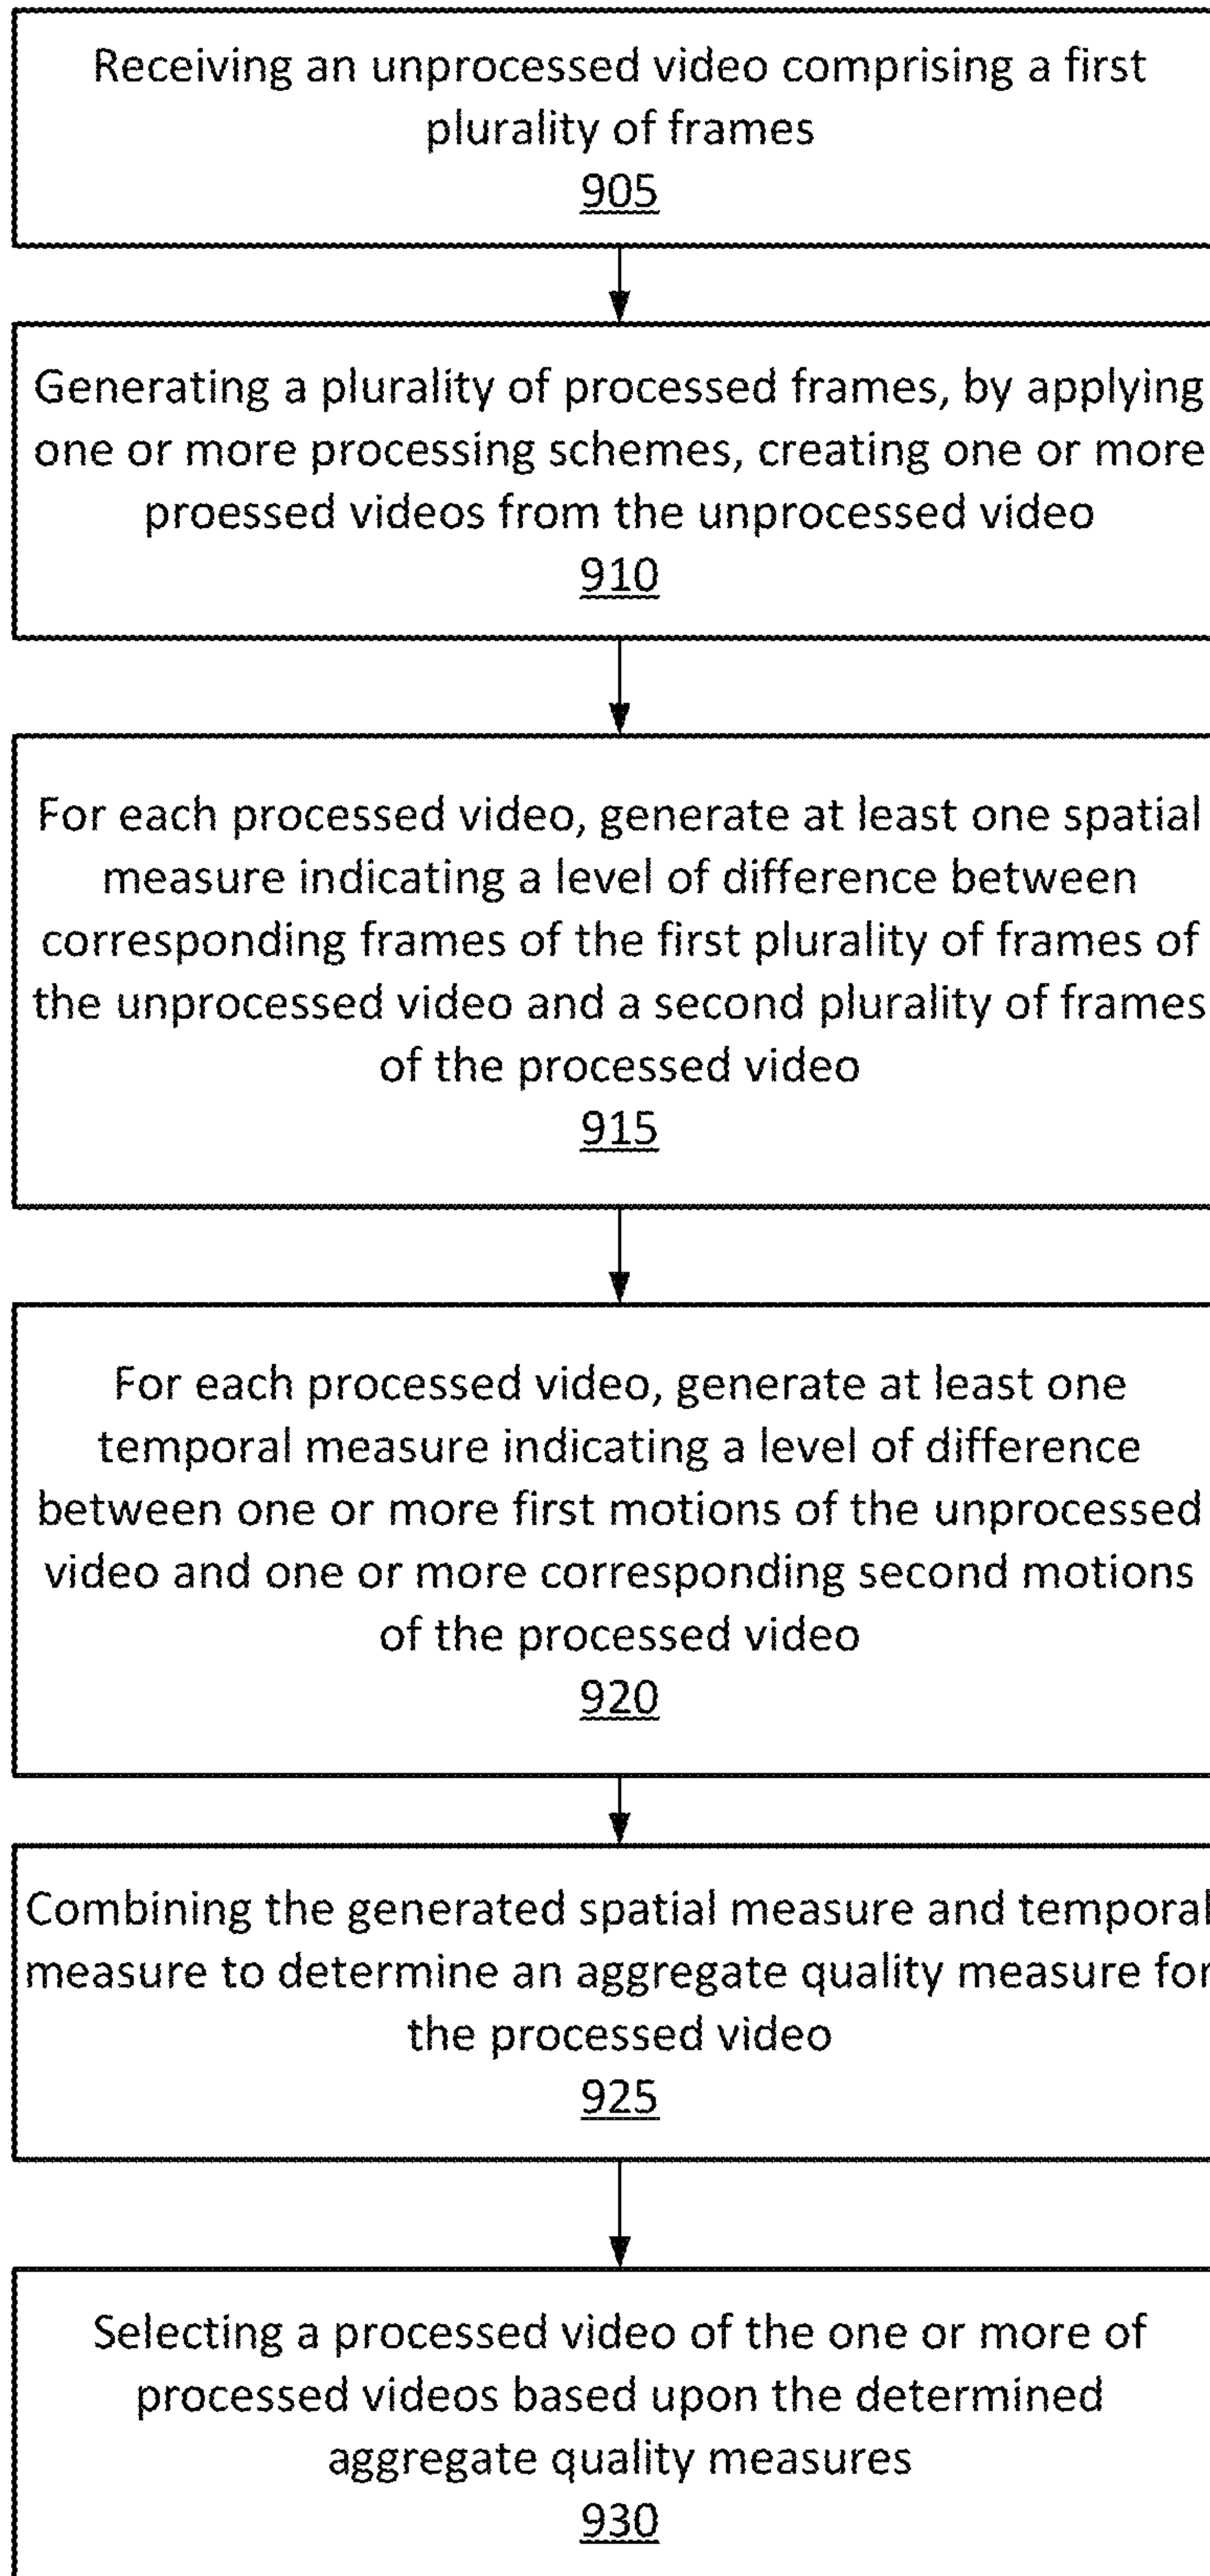 Receiving an unprocessed video comprising a first
plurality of frames
905
Generating a plurality of processed frames, by applying
one or more processing schemes, creating one or more
proessed videos from the unprocessed video
910
For each processed video, generate at least one spatial
measure indicating a level of difference between
corresponding frames of the first plurality of frames of
the unprocessed video and a second plurality of frames
of the processed video
915
For each processed video, generate at least one
temporal measure indicating a level of difference
between one or more first motions of the unprocessed
video and one or more corresponding second motions
of the processed video
920
Combining the generated spatial measure and temporal
measure to determine an aggregate quality measure for
the processed video
925
Selecting a processed video of the one or more of
processed videos based upon the determined
aggregate quality measures
930